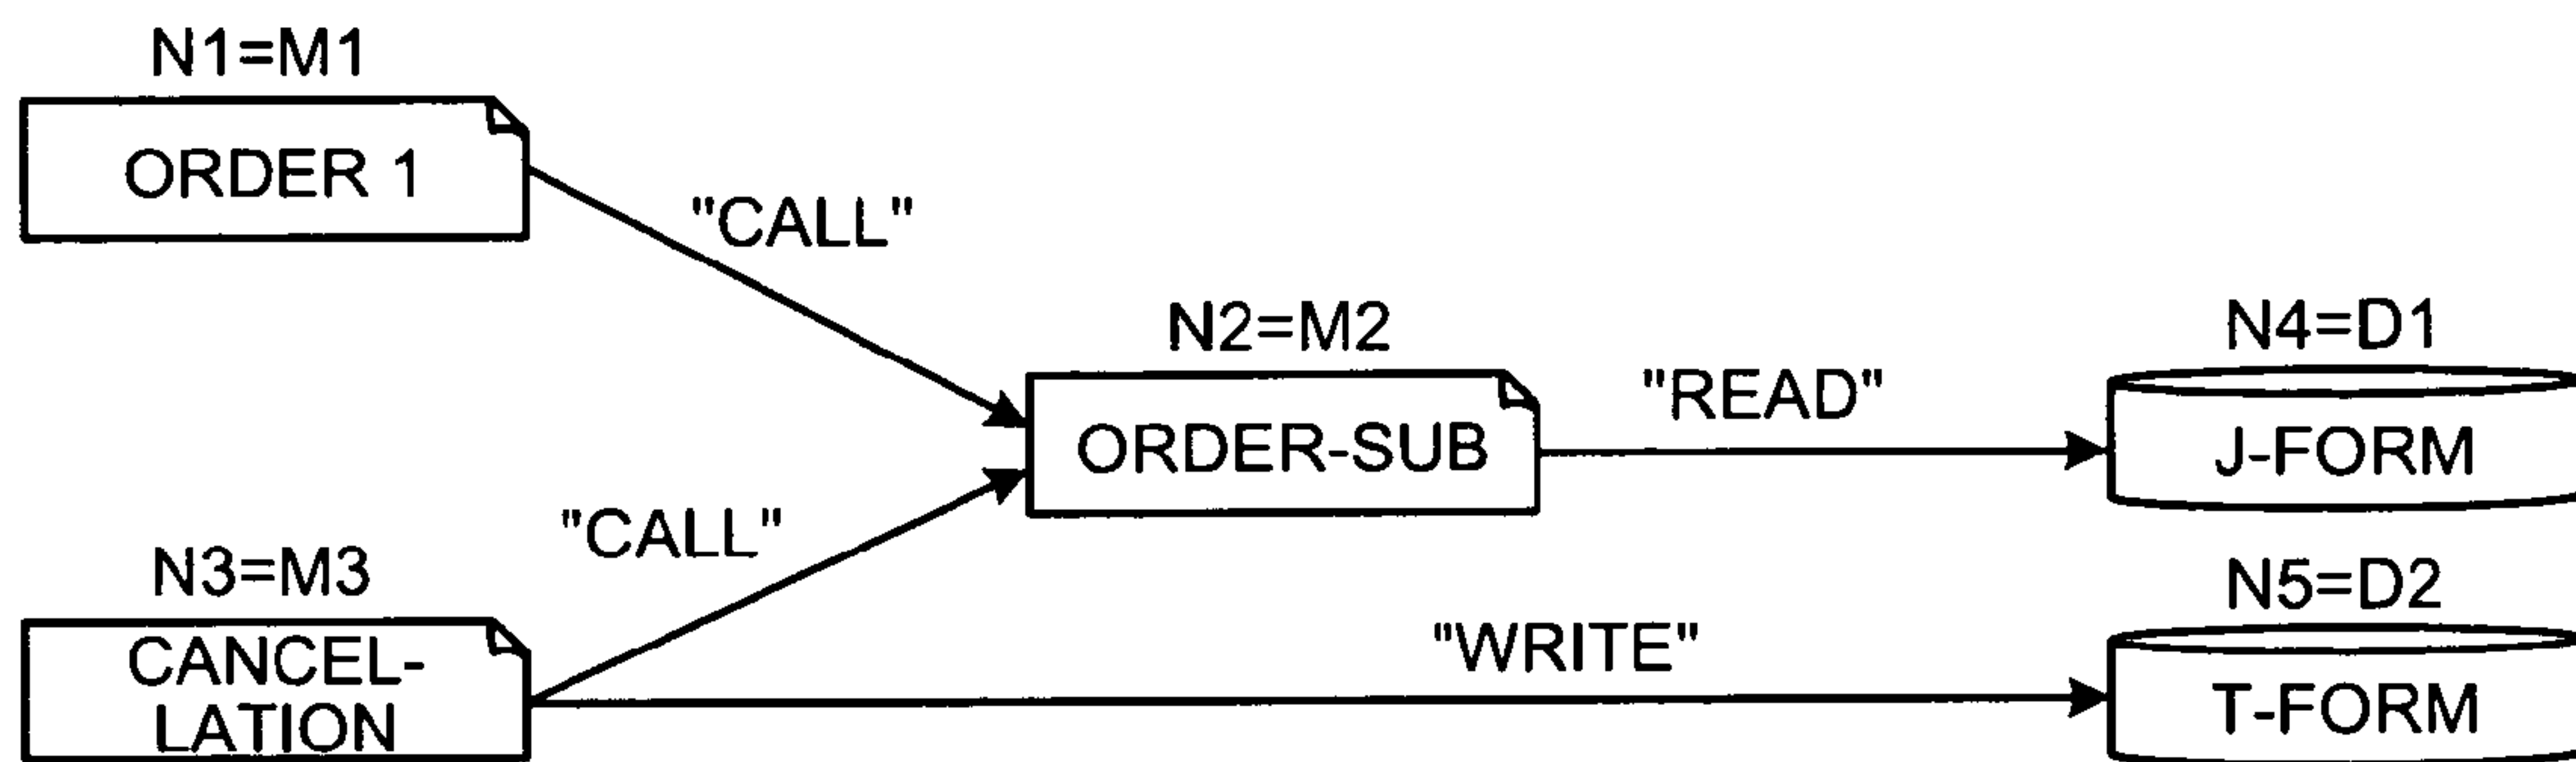 N1=M1
ORDER 1
"CALL"
N2=M2
ORDER-SUB
"READ"
N4=D1
J-FORM
"CALL"
N3=M3
CANCEL-
LATION
"WRITE"
N5=D2
T-FORM